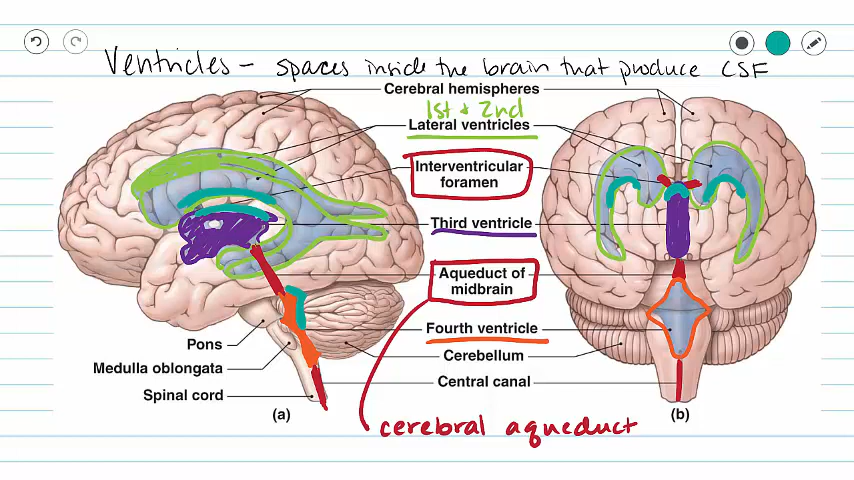 Ventricles - spaces inside the brain that produce CSF
Cerebral hemispheres
1st + 2nd
Lateral ventricles
Interventricular
foramen
Third ventricle
Aqueduct of
midbrain
Fourth ventricle
Pons
Cerebellum
Medulla oblongata
Central canal
Spinal cord
(a)
(b)
cerebral aqueduct